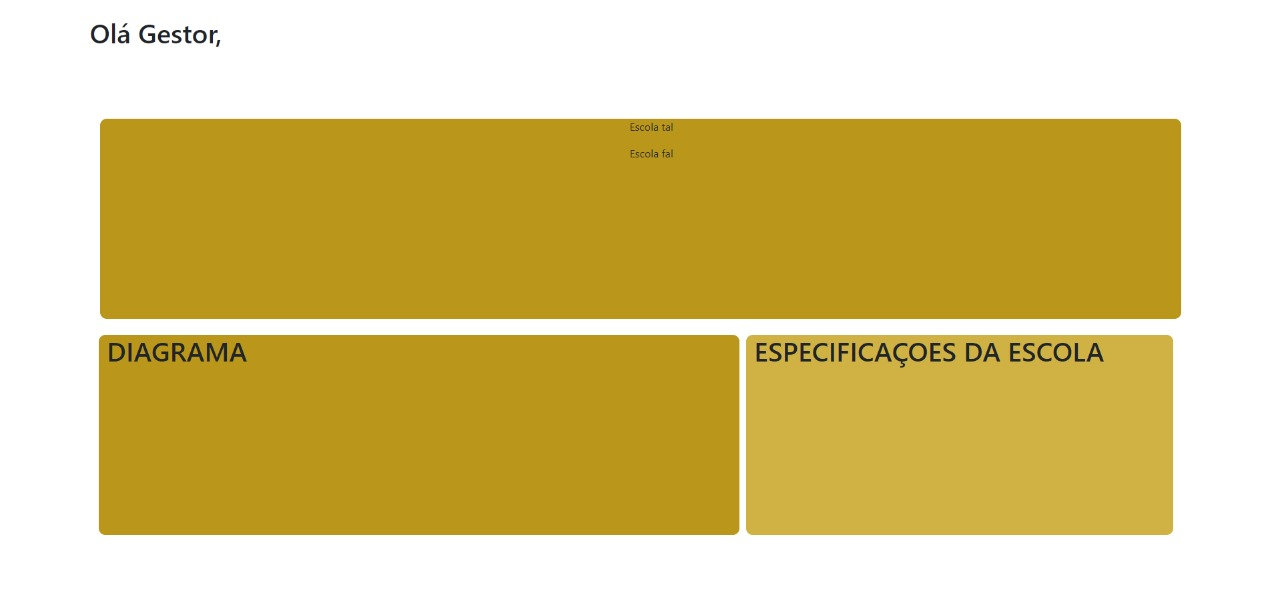 Olá Gestor,
Escola tal
Escola fal
DIAGRAMA
ESPECIFICAÇOES DA ESCOLA